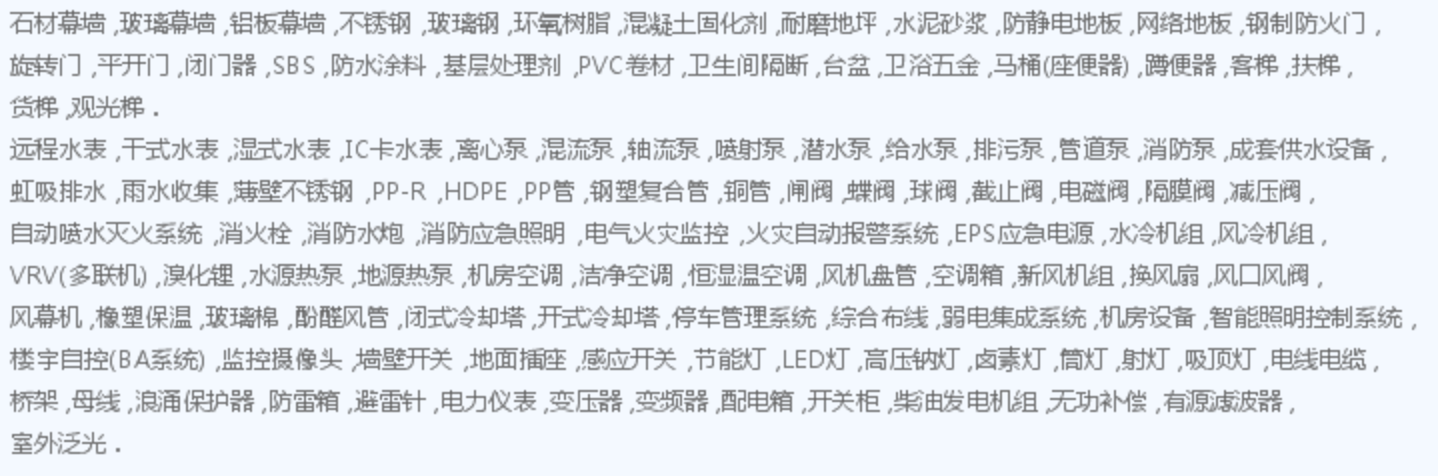 石材幕墙 ,玻璃幕墙 ,铝板幕墙 ,不锈钢 ,玻璃钢 ,环氧树脂 ,混凝土固化剂 ,耐磨地坪 ,水泥砂浆 ,防静电地板 ,网络地板 ,钢制防火门 ,
旋转门 ,平开门 ,闭门器 ,SBS ,防水涂料 ,基层处理剂 ,PVC卷材 ,卫生间隔断 ,台盆 ,卫浴五金 ,马桶(座便器) ,蹲便器 ,客梯 ,扶梯 ,
货梯 ,观光梯 .
远程水表 ,干式水表 ,湿式水表 ,IC卡水表 ,离心泵 ,混流泵 ,轴流泵 ,喷射泵 ,潜水泵 ,给水泵 ,排污泵 ,管道泵 ,消防泵 ,成套供水设备 ,
虹吸排水 ,雨水收集 ,薄壁不锈钢 ,PP-R ,HDPE ,PP管 ,钢塑复合管 ,铜管 ,闸阀 ,蝶阀 ,球阀 ,截止阀 ,电磁阀 ,隔膜阀 ,减压阀 ,
自动喷水灭火系统 ,消火栓 ,消防水炮 ,消防应急照明 ,电气火灾监控 ,火灾自动报警系统 ,EPS应急电源 ,水冷机组 ,风冷机组 ,
VRV(多联机) ,溴化锂 ,水源热泵 ,地源热泵 ,机房空调 ,洁净空调 ,恒湿温空调 ,风机盘管 ,空调箱 ,新风机组 ,换风扇 ,风口风阀 ,
风幕机 ,橡塑保温 ,玻璃棉 ,酚醛风管 ,闭式冷却塔 ,开式冷却塔 ,停车管理系统 ,综合布线 ,弱电集成系统 ,机房设备 ,智能照明控制系统 ,
楼宇自控(BA系统) ,监控摄像头 ,墙壁开关 ,地面插座 ,感应开关 ,节能灯 ,LED灯 ,高压钠灯 ,卤素灯 ,筒灯 ,射灯 ,吸顶灯 ,电线电缆 ,
桥架 ,母线 ,浪涌保护器 ,防雷箱 ,避雷针 ,电力仪表 ,变压器 ,变频器 ,配电箱 ,开关柜 ,柴油发电机组 ,无功补偿 ,有源滤波器 ,
室外泛光 .